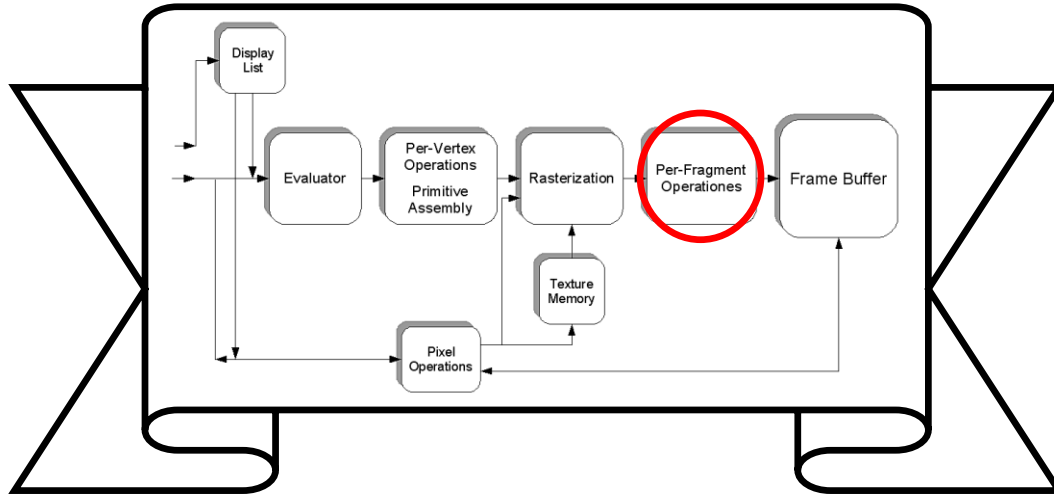 Display
List
Evaluator
Per-Vertex
Operations
Primitive
Assembly
Rasterization
Per-Fragment
Operationes
Frame Buffer
Texture
Memory
Pixel
Operations